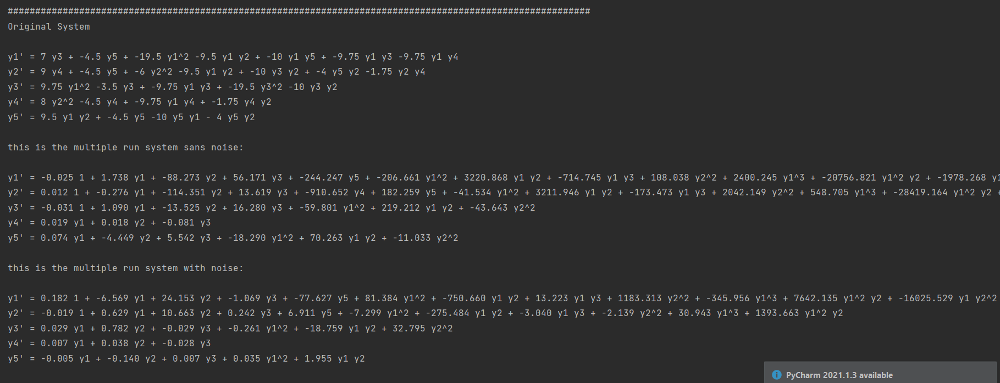 ##########################################################################################################
Original System
y1' = 7 y3 + -4.5 y5 + -19.5 y1^2 -9.5 y1 y2 + -10 y1 y5 + -9.75 y1 y3 -9.75 y1 y4
y2' = 9 y4 + -4.5 y5 + -6 y2^2 -9.5 y1 y2 + -10 y3 y2 + -4 y5 y2 -1.75 y2 y4
y3' = 9.75 y1^2 -3.5 y3 + -9.75 y1 y3 + -19.5 y3^2 -10 y3 y2
y4' = 8 y2^2 -4.5 y4 + -9.75 y1 y4 + -1.75 y4 y2
y5' = 9.5 y1 y2 + -4.5 y5 -10 y5 y1 - 4 y5 y2
this is the multiple run system sans noise:
y1' = -0.025 1 + 1.738 y1 + -88.273 y2 + 56.171 y3 + -244.247 y5 + -206.661 y1^2 + 3220.868 y1 y2 + -714.745 y1 y3 + 108.038 y2^2 + 2400.245 y1^3 + -20756.821 y1^2 y2 + -1978.268 y1
y2' = 0.012 1 + -0.276 y1 + -114.351 y2 + 13.619 y3 + -910.652 y4 + 182.259 y5 + -41.534 y1^2 + 3211.946 y1 y2 + -173.473 y1 y3 + 2042.149 y2^2 + 548.705 y1^3 + -28419.164 y1^2 y2 +
y3' = -0.031 1 + 1.090 y1 + -13.525 y2 + 16.280 y3 + -59.801 y1^2 + 219.212 y1 y2 + -43.643 y2^2
y4' = 0.019 y1 + 0.018 y2 + -0.081 y3
y5' = 0.074 y1 + -4.449 y2 + 5.542 y3 + -18.290 y1^2 + 70.263 y1 y2 + -11.033 y2^2
this is the multiple run system with noise:
y1' = 0.182 1 + -6.569 y1 + 24.153 y2 + -1.069 y3 + -77.627 y5 + 81.384 y1^2 + -750.660 y1 y2 + 13.223 y1 y3 + 1183.313 y2^2 + -345.956 y1^3 + 7642.135 y1^2 y2 + -16025.529 y1 y2^2
y2' = -0.019 1 + 0.629 y1 + 10.663 y2 + 0.242 y3 + 6.911 y5 + -7.299 y1^2 + -275.484 y1 y2 + -3.040 y1 y3 + -2.139 y2^2 + 30.943 y1^3 + 1393.663 y1^2 y2
y3' = 0.029 y1 + 0.782 y2 + -0.029 y3 + -0.261 y1^2 + -18.759 y1 y2 + 32.795 y2^2
y4' = 0.007 y1 + 0.038 y2 + -0.028 y3
y5' = -0.005 y1 + -0.140 y2 + 0.007 y3 + 0.035 y1^2 + 1.955 y1 y2
PyCharm 2021.1.3 available